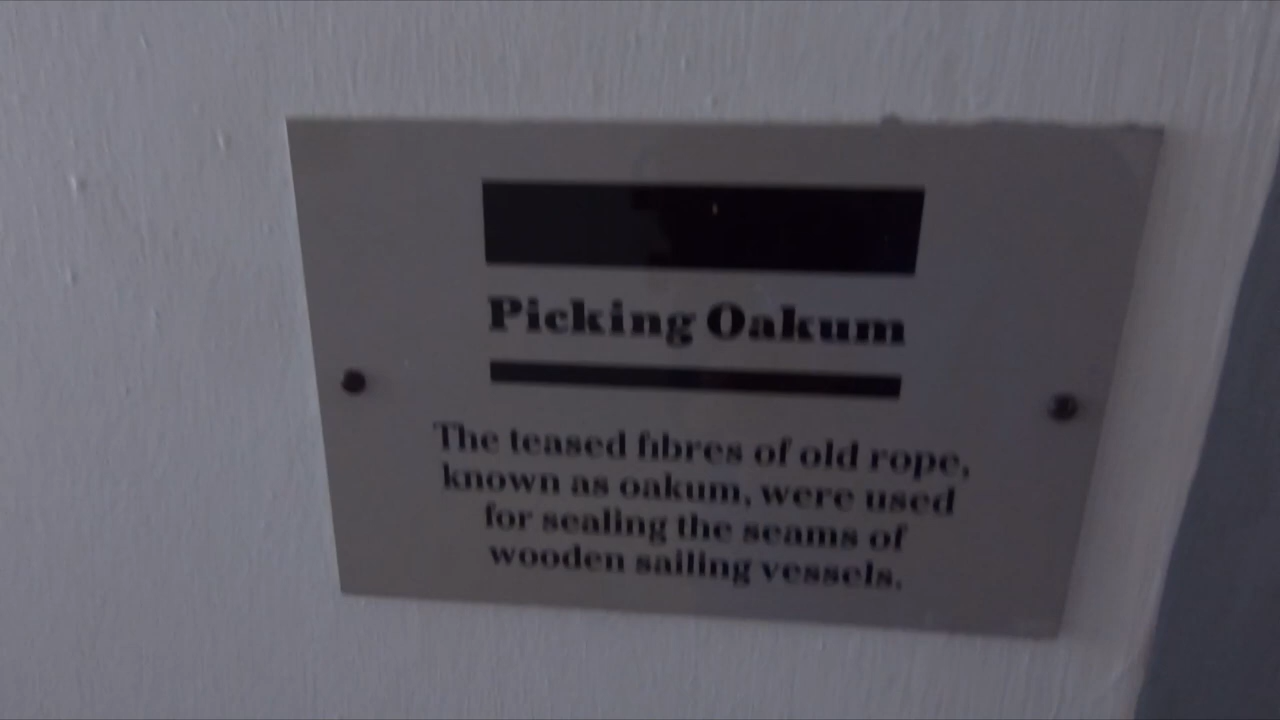 Picking Oakum
The teased fibres of old rope,
known as oakum, were used
for sealing the seams of
wooden sailing vessels.